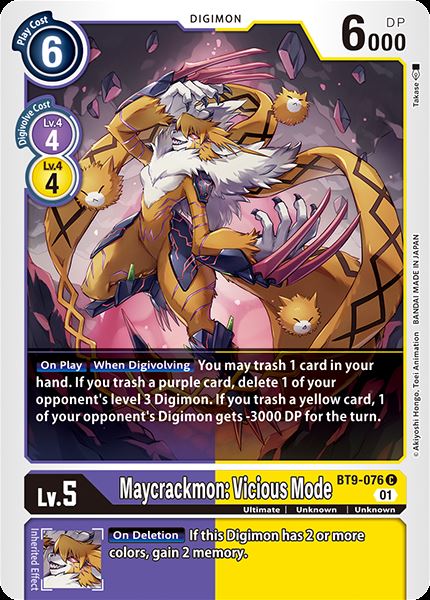 Play Cost
6
DIGIMON
DP
6000
Digivolve Cost
Lv.4
4
Lv.4
4
Takase
© Akiyoshi Hongo, Toei Animation BANDAI MADE IN JAPAN
On Play When Digivolving You may trash 1 card in your
hand. If you trash a purple card, delete 1 of your
opponent's level 3 Digimon. If you trash a yellow card, 1
of your opponent's Digimon gets -3000 DP for the turn.
Lv.5
Maycrackmon: Vicious Mode
BT9-076 C
01
Ultimate | Unknown | Unknown
Inherited Effect
On Deletion If this Digimon has 2 or more
colors, gain 2 memory.